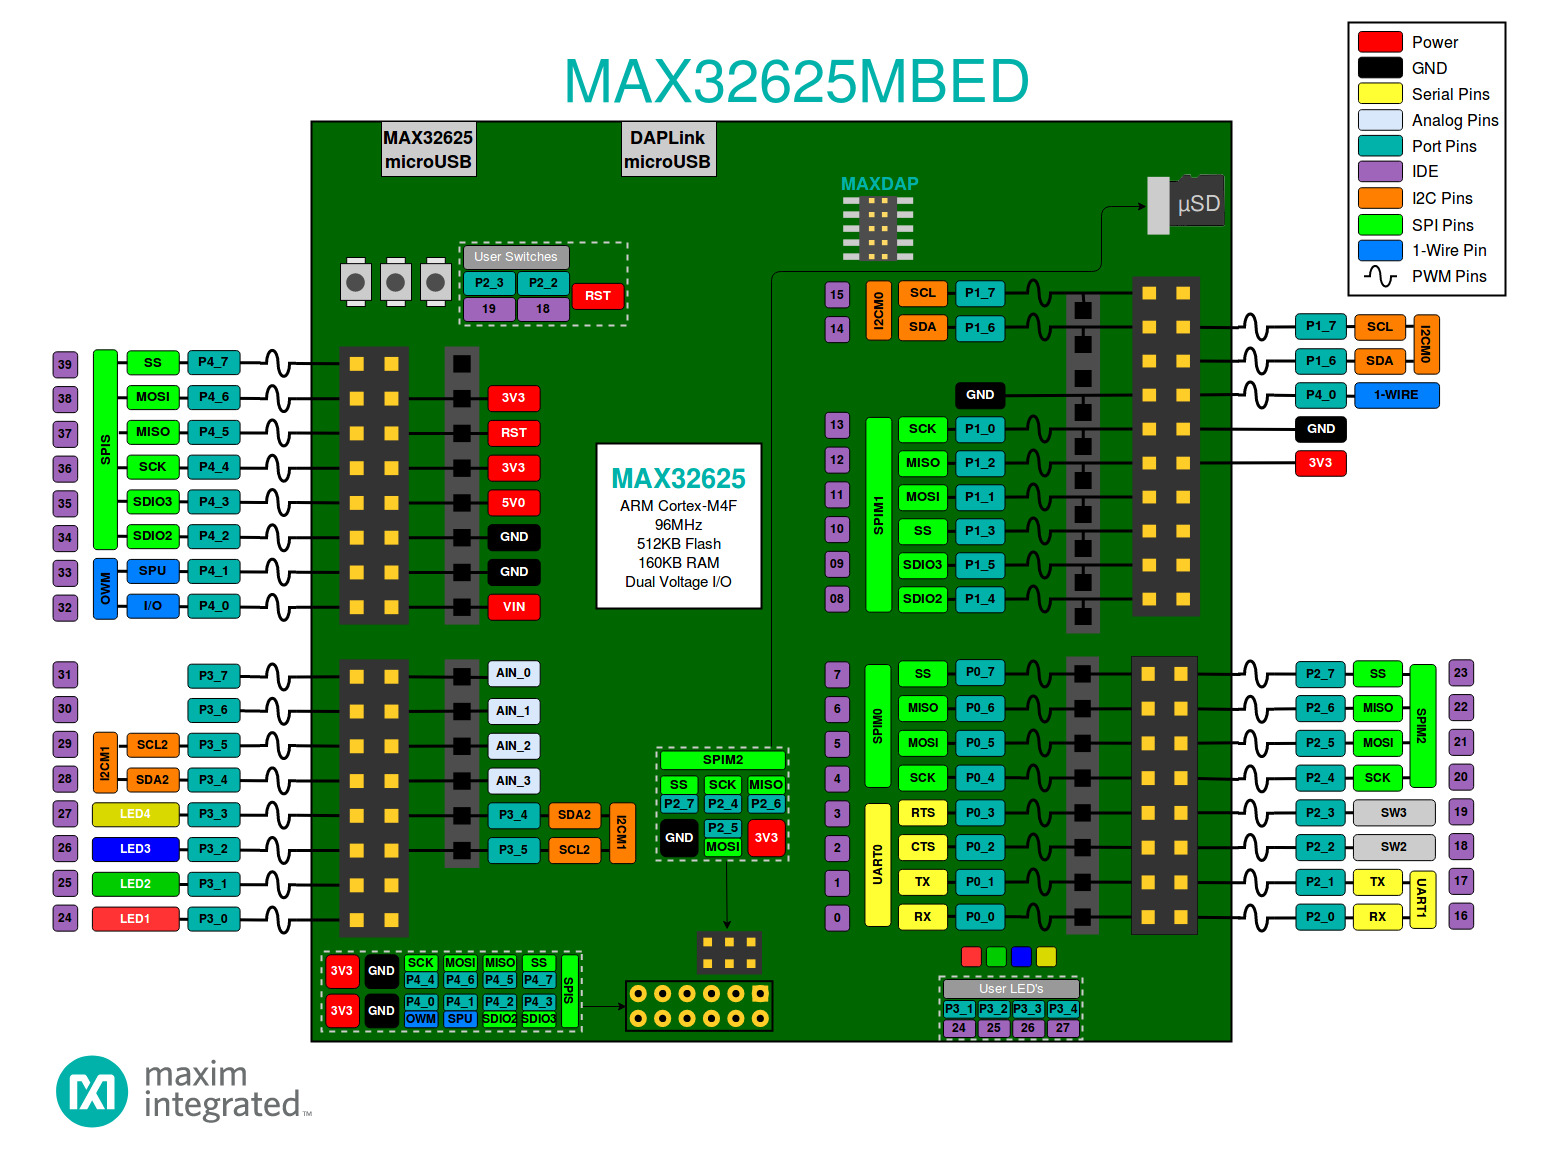 MAX32625MBED
Power
GND
Serial Pins
Analog Pins
Port Pins
IDE
I2C Pins
SPI Pins
1-Wire Pin
PWM Pins
MAX32625
microUSB
DAPLink
microUSB
MAXDAP
µSD
User Switches
P2_3 P2_2 RST
19 18
39 SS P4_7
38 MOSI P4_6
37 MISO P4_5
36 SCK P4_4
35 SDIO3 P4_3
34 SDIO2 P4_2
SPIS
33 SPU P4_1
32 I/O P4_0
OWM
3V3
RST
3V3
5V0
GND
GND
VIN
31 P3_7
30 P3_6
29 SCL2 P3_5
28 SDA2 P3_4
I2CM1
27 LED4 P3_3
26 LED3 P3_2
25 LED2 P3_1
24 LED1 P3_0
AIN_0
AIN_1
AIN_2
AIN_3
P3_4 SDA2
P3_5 SCL2
I2CM1
MAX32625
ARM Cortex-M4F
96MHz
512KB Flash
160KB RAM
Dual Voltage I/O
SPIM2
SS SCK MISO
P2_7 P2_4 P2_6
GND P2_5 3V3
MOSI
15 SCL P1_7
14 SDA P1_6
I2CM0
GND
13 SCK P1_0
12 MISO P1_2
11 MOSI P1_1
10 SS P1_3
09 SDIO3 P1_5
08 SDIO2 P1_4
SPIM1
7 SS P0_7
6 MISO P0_6
5 MOSI P0_5
4 SCK P0_4
SPIM0
3 RTS P0_3
2 CTS P0_2
1 TX P0_1
0 RX P0_0
UART0
P1_7 SCL
P1_6 SDA
I2CM0
P4_0 1-WIRE
GND
3V3
P2_7 SS 23
P2_6 MISO 22
P2_5 MOSI 21
P2_4 SCK 20
SPIM2
P2_3 SW3 19
P2_2 SW2 18
P2_1 TX 17
P2_0 RX 16
UART1
3V3 GND SCK MOSI MISO SS
P4_4 P4_6 P4_5 P4_7
3V3 GND P4_0 P4_1 P4_2 P4_3
OWM SPU SDIO2 SDIO3
SPIS
User LED's
P3_1 P3_2 P3_3 P3_4
24 25 26 27
maxim
integrated™